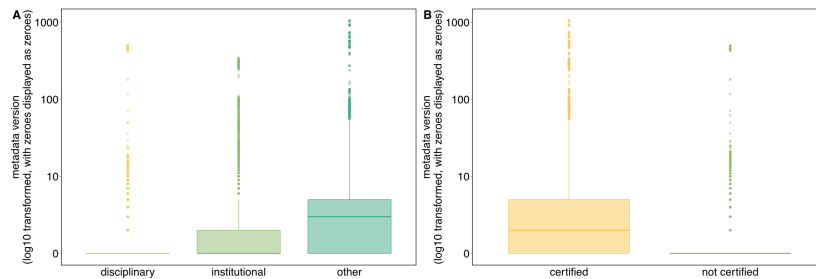 A
metadata version
(log10 transformed, with zeroes displayed as zeroes)
1000
100
10
0
disciplinary institutional other
B
metadata version
(log10 transformed, with zeroes displayed as zeroes)
1000
100
10
0
certified not certified